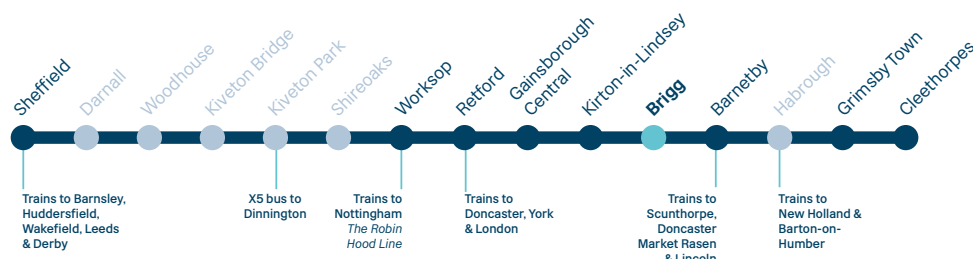 Sheffield
Darnall
Woodhouse
Kiveton Bridge
Kiveton Park
Shireoaks
Worksop
Retford
Gainsborough
Central
Kirton-in-Lindsey
Brigg
Barnetby
Habrough
Grimsby Town
Cleethorpes
Trains to Barnsley,
Huddersfield,
Wakefield, Leeds
& Derby
X5 bus to
Dinnington
Trains to
Nottingham
The Robin
Hood Line
Trains to
Doncaster, York
& London
Trains to
Scunthorpe,
Doncaster
Market Rasen
& Lincoln
Trains to
New Holland &
Barton-on-
Humber